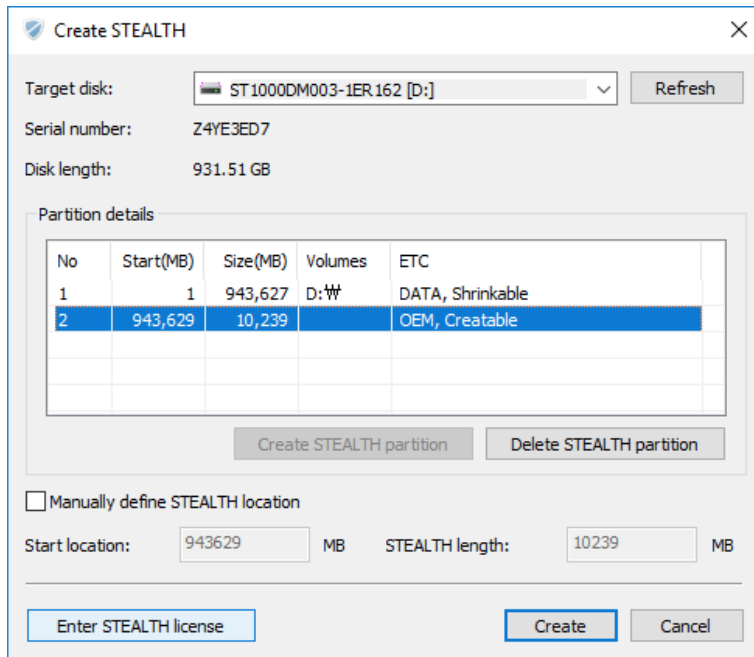 Create STEALTH
Target disk: ST1000DM003-1ER162 [D:] Refresh
Serial number: Z4YE3ED7
Disk length: 931.51 GB
Partition details
No Start(MB) Size(MB) Volumes ETC
1 1 943,627 D:₩ DATA, Shrinkable
2 943,629 10,239 OEM, Creatable
Create STEALTH partition Delete STEALTH partition
Manually define STEALTH location
Start location: 943629 MB STEALTH length: 10239 MB
Enter STEALTH license Create Cancel